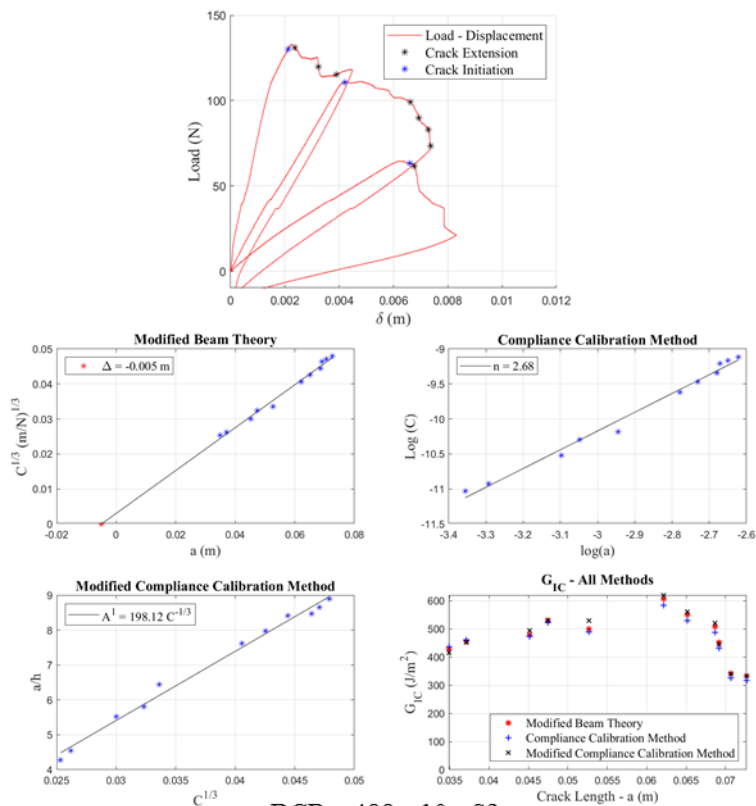 150
100
50
0
Load (N)
Load - Displacement
Crack Extension
Crack Initiation
0 0.002 0.004 0.006 0.008 0.01 0.012
δ (m)
Modified Beam Theory
Δ = -0.005 m
0.05
0.04
0.03
0.02
0.01
0
C^1/3 (m/N)^1/3
-0.02 0 0.02 0.04 0.06 0.08
a (m)
Compliance Calibration Method
n = 2.68
-9
-9.5
-10
-10.5
-11
-11.5
Log (C)
-3.4 -3.3 -3.2 -3.1 -3 -2.9 -2.8 -2.7 -2.6
log(a)
Modified Compliance Calibration Method
A^1 = 198.12 C^-1/3
9
8
7
6
5
4
a/h
0.025 0.03 0.035 0.04 0.045 0.05
C^1/3
G_IC - All Methods
600
500
400
300
200
100
0
G_IC (J/m^2)
Modified Beam Theory
Compliance Calibration Method
Modified Compliance Calibration Method
0.035 0.04 0.045 0.05 0.055 0.06 0.065 0.07
Crack Length - a (m)